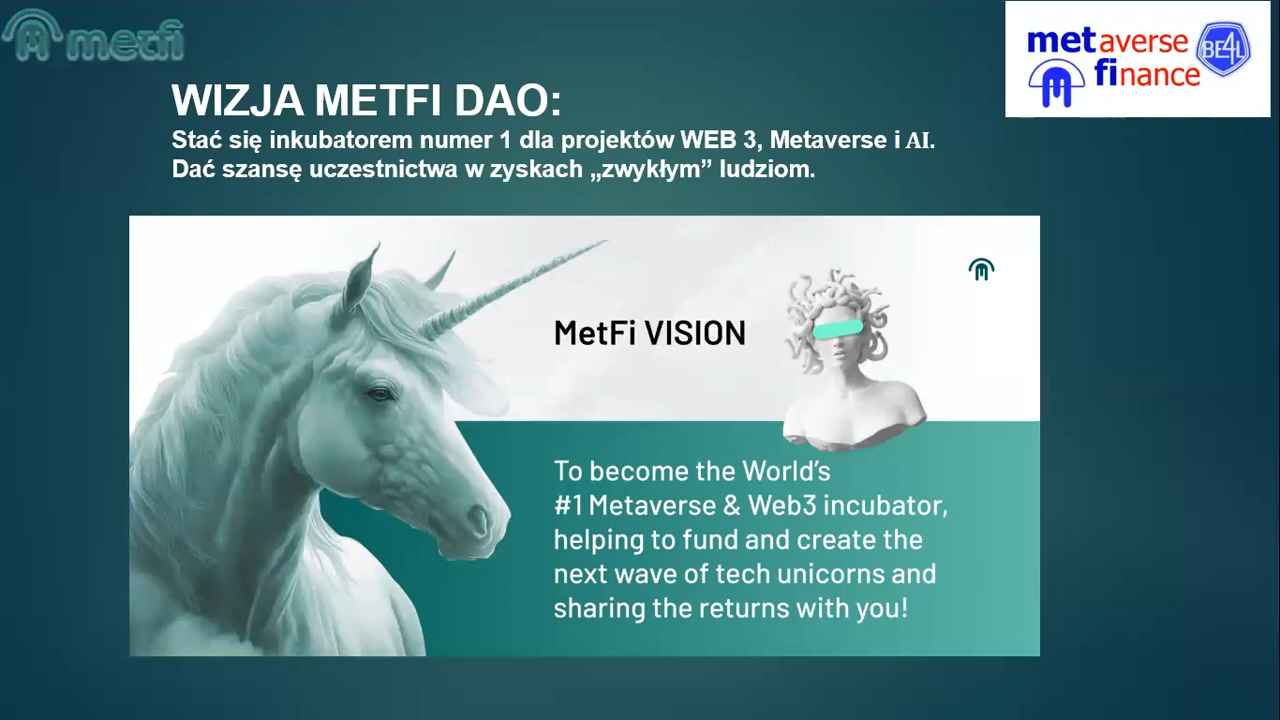 metfi
metaverse
finance
BE4L
WIZJA METFI DAO:
Stać się inkubatorem numer 1 dla projektów WEB 3, Metaverse i AI.
Dać szansę uczestnictwa w zyskach „zwykłym” ludziom.
MetFi VISION
To become the World’s
#1 Metaverse & Web3 incubator,
helping to fund and create the
next wave of tech unicorns and
sharing the returns with you!